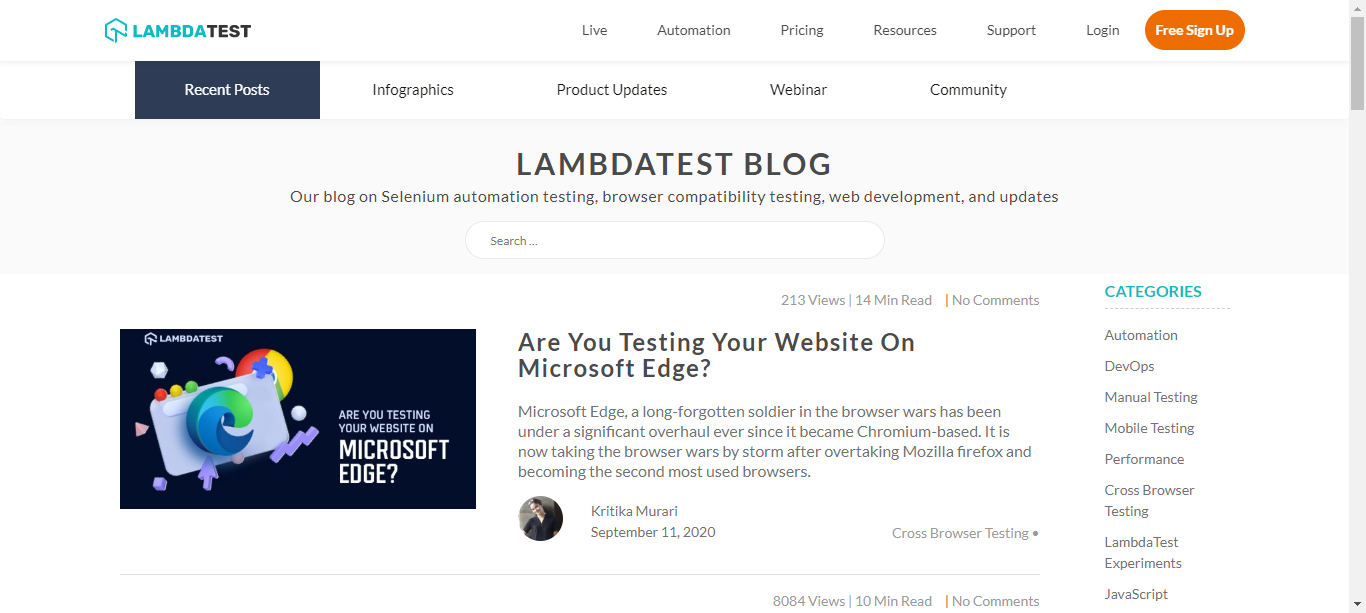 LAMBDATEST
Live
Automation
Pricing
Resources
Support
Login
Free Sign Up
Recent Posts
Infographics
Product Updates
Webinar
Community
LAMBDATEST BLOG
Our blog on Selenium automation testing, browser compatibility testing, web development, and updates
Search ...
213 Views | 14 Min Read | No Comments
LAMBDATEST
ARE YOU TESTING
YOUR WEBSITE ON
MICROSOFT
EDGE?
Are You Testing Your Website On
Microsoft Edge?
Microsoft Edge, a long-forgotten soldier in the browser wars has been
under a significant overhaul ever since it became Chromium-based. It is
now taking the browser wars by storm after overtaking Mozilla firefox and
becoming the second most used browsers.
Kritika Murari
September 11, 2020
Cross Browser Testing •
8084 Views | 10 Min Read | No Comments
CATEGORIES
Automation
DevOps
Manual Testing
Mobile Testing
Performance
Cross Browser
Testing
LambdaTest
Experiments
JavaScript